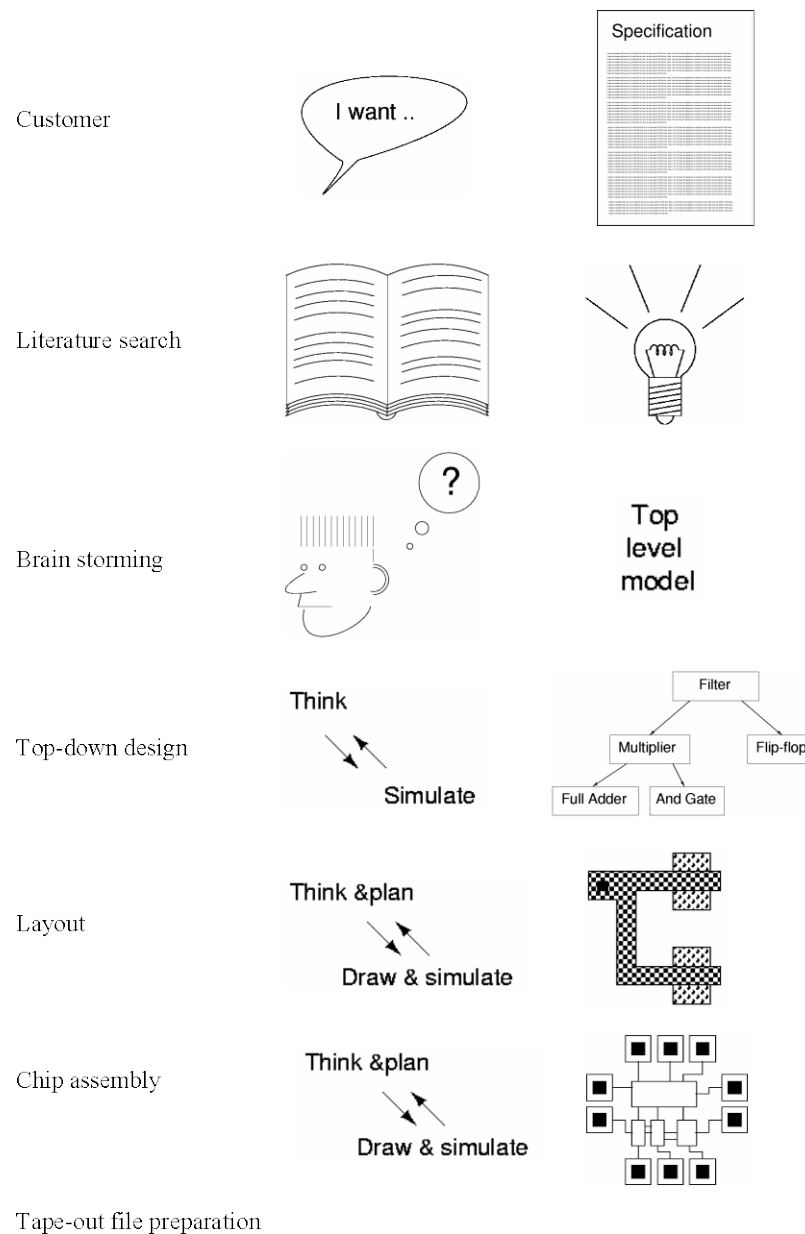 Customer
I want ..
Specification
Literature search
Brain storming
?
Top
level
model
Top-down design
Think
Simulate
Filter
Multiplier
Flip-flop
Full Adder
And Gate
Layout
Think &plan
Draw & simulate
Chip assembly
Think &plan
Draw & simulate
Tape-out file preparation